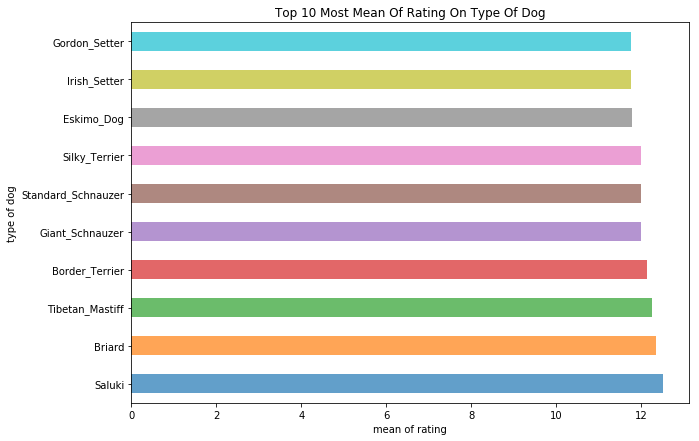 Top 10 Most Mean Of Rating On Type Of Dog
type of dog
Gordon_Setter
Irish_Setter
Eskimo_Dog
Silky_Terrier
Standard_Schnauzer
Giant_Schnauzer
Border_Terrier
Tibetan_Mastiff
Briard
Saluki
0 2 4 6 8 10 12
mean of rating